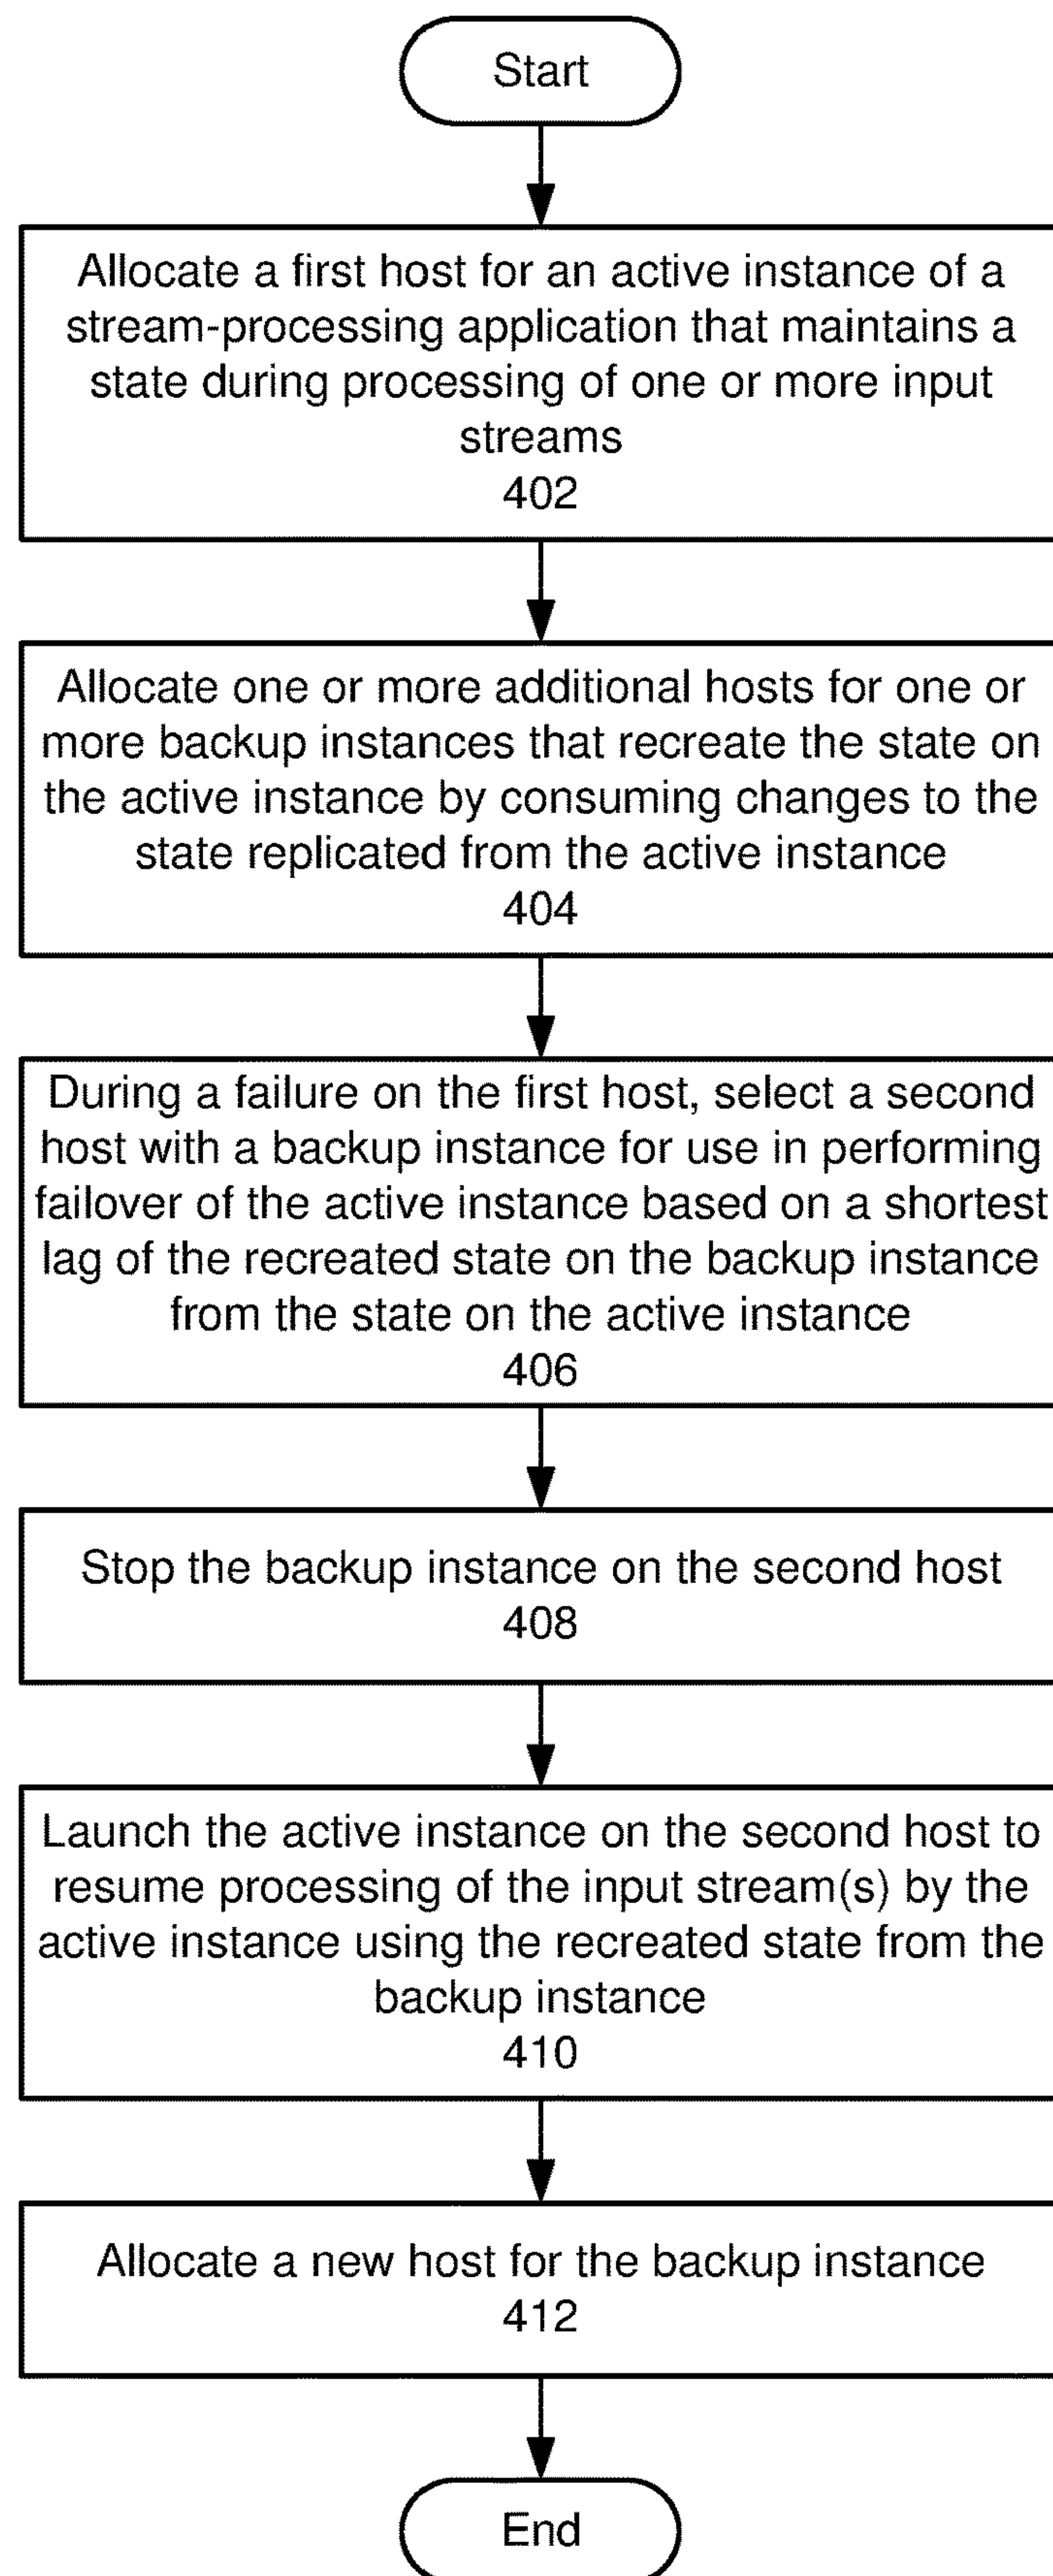 Start
Allocate a first host for an active instance of a
stream-processing application that maintains a
state during processing of one or more input
streams
402
Allocate one or more additional hosts for one or
more backup instances that recreate the state on
the active instance by consuming changes to the
state replicated from the active instance
404
During a failure on the first host, select a second
host with a backup instance for use in performing
failover of the active instance based on a shortest
lag of the recreated state on the backup instance
from the state on the active instance
406
Stop the backup instance on the second host
408
Launch the active instance on the second host to
resume processing of the input stream(s) by the
active instance using the recreated state from the
backup instance
410
Allocate a new host for the backup instance
412
End